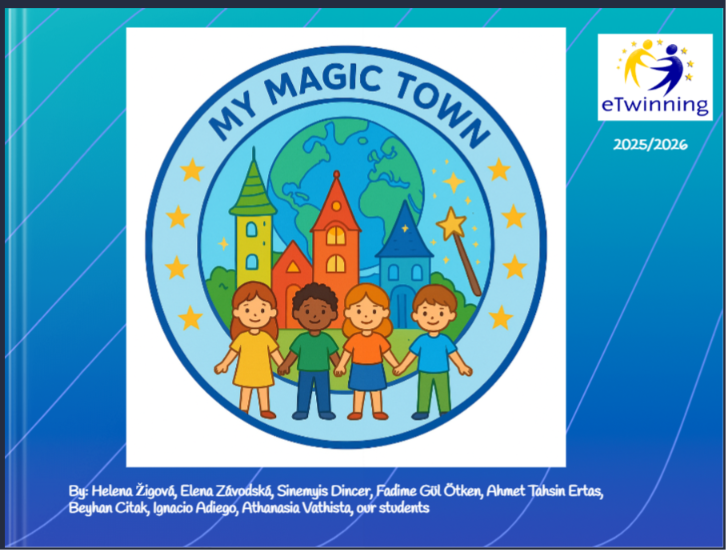 MY MAGIC TOWN
eTwinning
2025/2026
By: Helena Žigová, Elena Závodská, Sinemyis Dincer, Fadime Gül Ötken, Ahmet Tahsin Ertas,
Beyhan Citak, Ignacio Adiego, Athanasia Vathista, our students